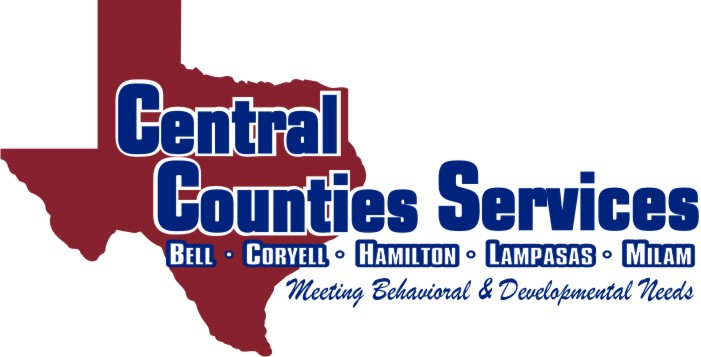 Central
Counties Services
Bell · Coryell · Hamilton · Lampasas · Milam
Meeting Behavioral & Developmental Needs